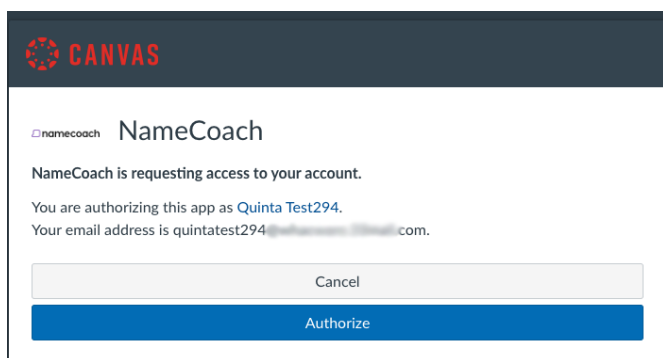 CANVAS
namecoach NameCoach
NameCoach is requesting access to your account.
You are authorizing this app as Quinta Test294.
Your email address is quintatest294 com.
Cancel
Authorize